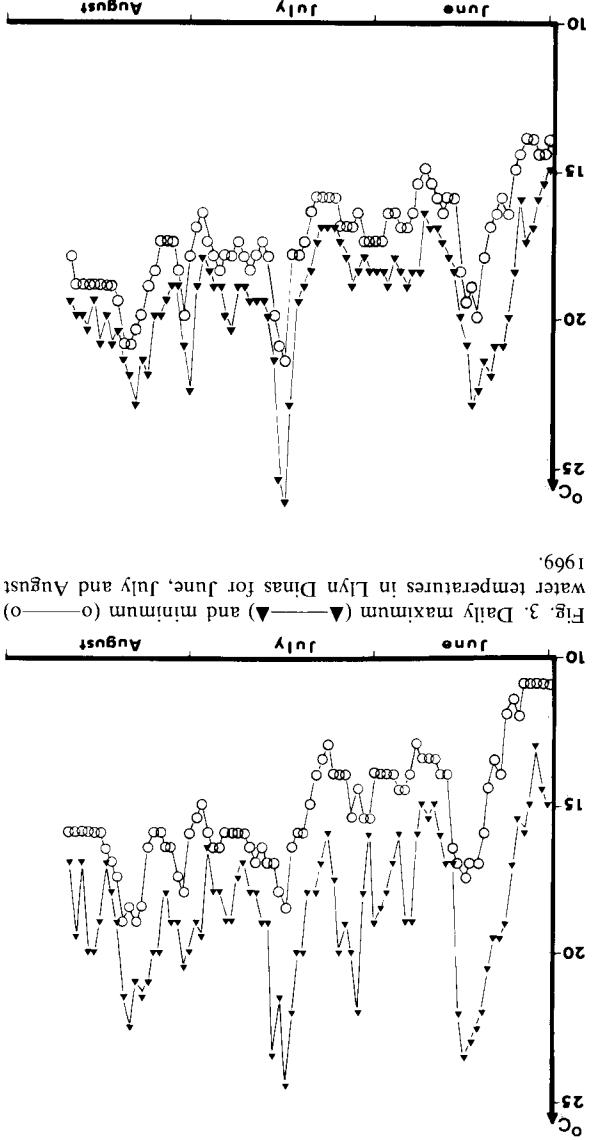 °C
25
20
15
10
June July August
Fig. 3. Daily maximum (▲——▲) and minimum (o——o)
water temperatures in Llyn Dinas for June, July and August
1969.
°C
25
20
15
10
June July August